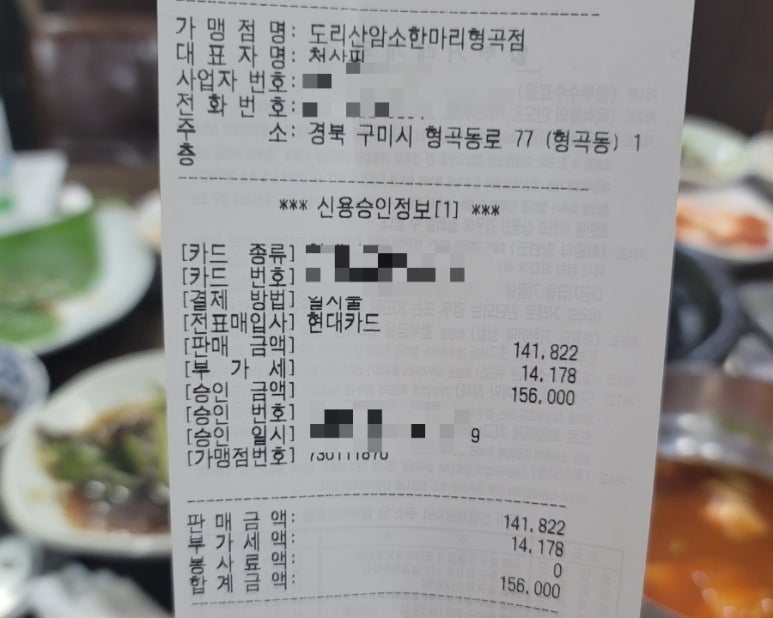 가 맹 점 명 : 도리산암소한마리형곡점
대 표 자 명 :
사업자 번호 :
전 화 번 호 :
주 소 : 경북 구미시 형곡동로 77 (형곡동) 1
층
*** 신용승인정보[1] ***
[카드 종류]
[카드 번호]
[결제 방법] 일시불
[전표매입사] 현대카드
[판매 금액] 141,822
[부 가 세] 14,178
[승인 금액] 156,000
[승인 번호]
[승인 일시] 9
[가맹점번호]
판 매 금 액 : 141,822
부 가 세 액 : 14,178
봉 사 료 액 : 0
합 계 금 액 : 156,000